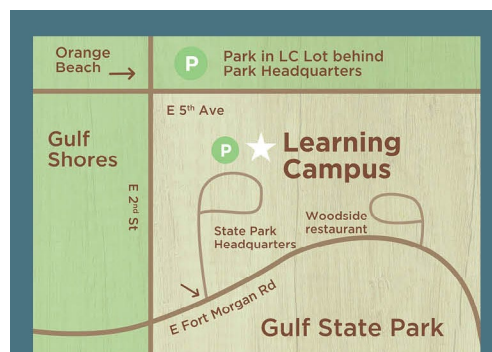 Orange
Beach
P
Park in LC Lot behind
Park Headquarters
E 5th Ave
Gulf
Shores
P
Learning
Campus
E 2nd St
Woodside
restaurant
State Park
Headquarters
E Fort Morgan Rd
Gulf State Park